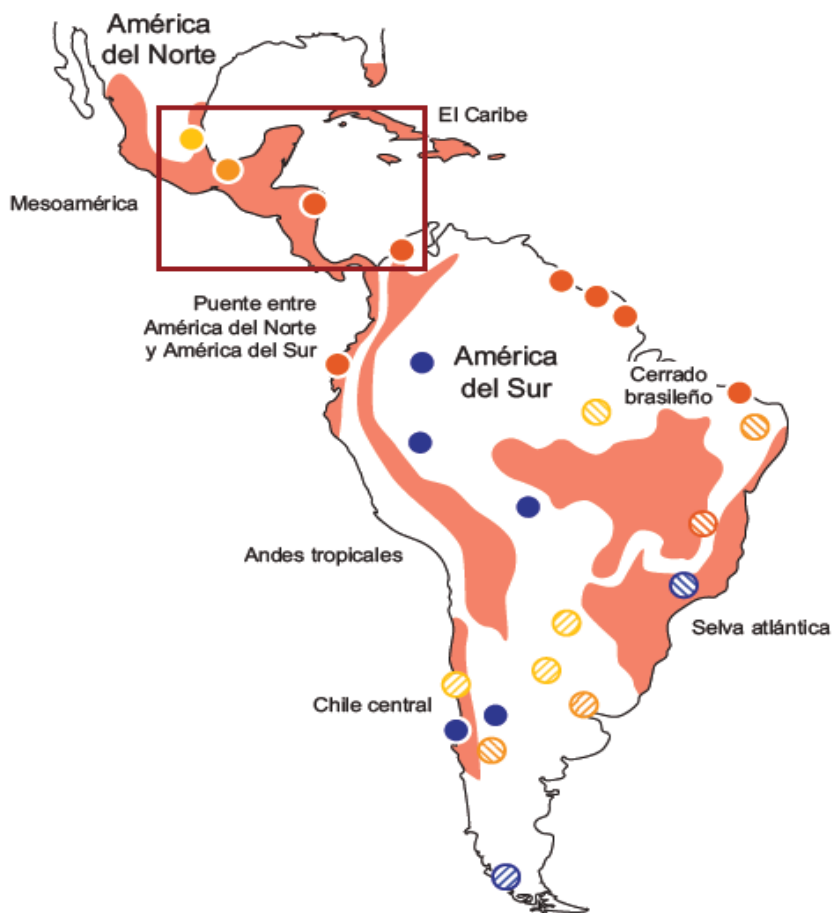 América
del Norte
El Caribe
Mesoamérica
Puente entre
América del Norte
y América del Sur
América
del Sur
Cerrado
brasileño
Andes tropicales
Selva atlántica
Chile central